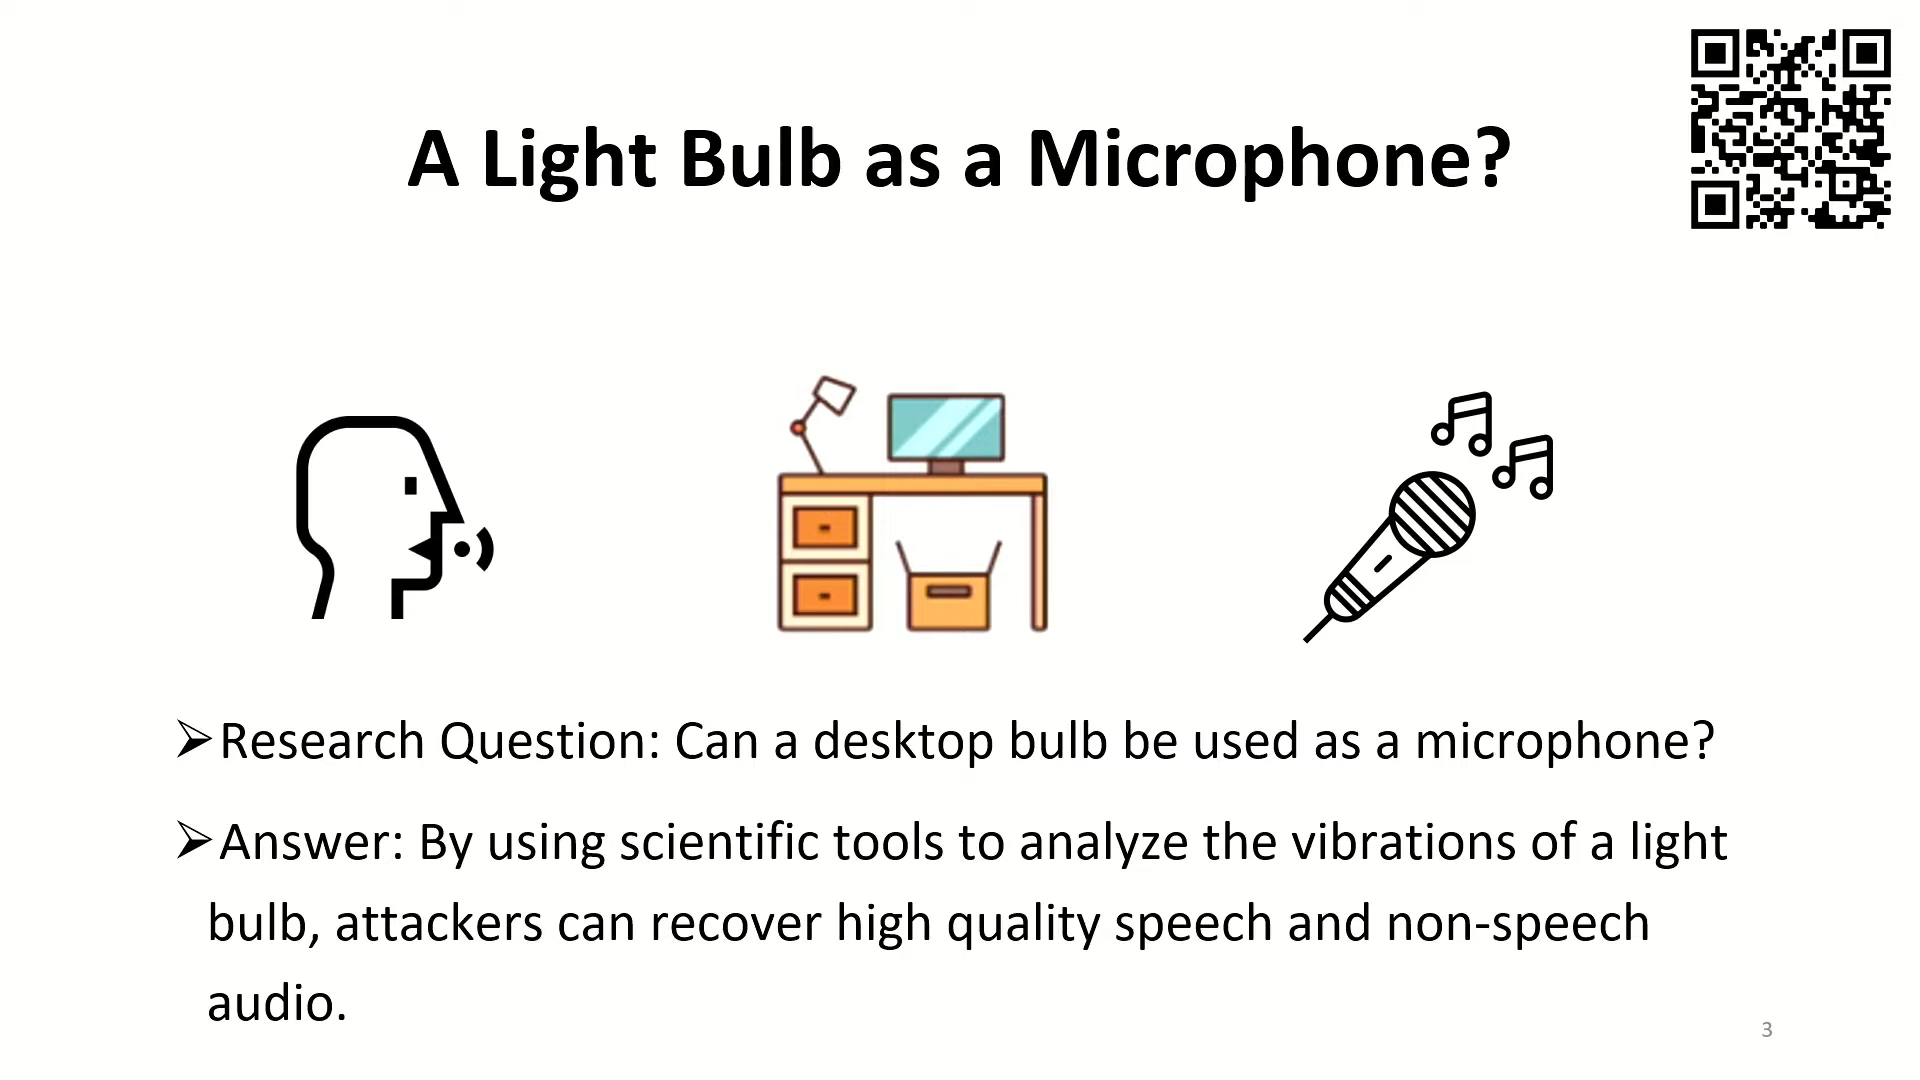 A Light Bulb as a Microphone?
➢Research Question: Can a desktop bulb be used as a microphone?
➢Answer: By using scientific tools to analyze the vibrations of a light
bulb, attackers can recover high quality speech and non-speech
audio.
3